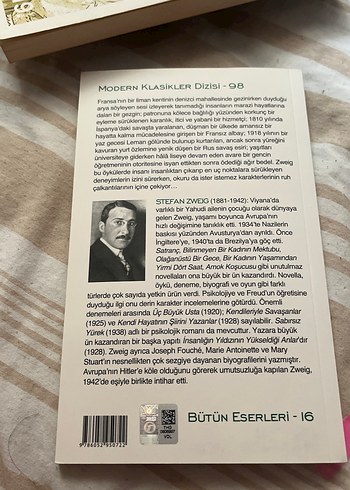 MODERN KLASİKLER DİZİSİ - 98
Fransa'nın bir liman kentinin denizci mahallesinde gezinirken duyduğu
arya söyleyen sesi izleyerek tanımadığı insanların marazi hayatlarına
dalan bir gezgin; patronuna kölece bağlılığı yüzünden korkunç bir
eyleme sürüklenen karanlık, itici ve yabani bir hizmetçi; 1810 yılında
İspanya'daki savaşta yaralanan, düşman bir ülkede amansız bir
hayatta kalma mücadelesine girişen bir Fransız albay; 1918 yılının bir
yaz gecesi Leman gölünde bulunup kurtarılan, ancak sonra yüreğini
kavuran yurt özlemine yenik düşen bir Rus savaş esiri; yaşıtları
üniversiteye giderken hâlâ liseye devam eden avare bir gencin
öğretmeninin otoritesine isyan ettikten sonra ödediği ağır bedel. Zweig
bu öykülerde insanı insanlıktan çıkarıp en uç noktalara sürükleyen
deneyimlerin izini sürerken, okuru da ister istemez karakterlerinin ruh
çalkantılarının içine çekiyor...
STEFAN ZWEIG (1881-1942): Viyana'da
varlıklı bir Yahudi ailenin çocuğu olarak dünyaya
gelen Zweig, yaşamı boyunca Avrupa'nın
hızlı değişimine tanıklık etti. 1934'te Nazilerin
baskısı yüzünden Avusturya'dan ayrıldı. Önce
İngiltere'ye, 1940'ta da Brezilya'ya göç etti.
Satranç, Bilinmeyen Bir Kadının Mektubu,
Olağanüstü Bir Gece, Bir Kadının Yaşamından
Yirmi Dört Saat, Amok Koşucusu gibi unutulmaz
novellaları ona büyük bir ün kazandırdı. Novella,
öykü, deneme, biyografi ve oyun gibi farklı
türlerde çok sayıda yetkin ürün verdi. Psikolojiye ve Freud'un öğretisine
duyduğu ilgi onu derin karakter incelemelerine götürdü. Önemli
denemeleri arasında Üç Büyük Usta (1920); Kendileriyle Savaşanlar
(1925) ve Kendi Hayatının Şiirini Yazanlar (1928) sayılabilir. Sabırsız
Yürek (1938) adlı bir psikolojik romanı da mevcuttur. Yazara büyük
ün kazandıran bir başka yapıtı İnsanlığın Yıldızının Yükseldiği Anlar'dır
(1928). Zweig ayrıca Joseph Fouché, Marie Antoinette ve Mary
Stuart'ın nesnellikten çok sezgiye dayanan biyografilerini yazmıştır.
Avrupa'nın Hitler'e köle olduğunu görerek umutsuzluğa kapılan Zweig,
1942'de eşiyle birlikte intihar etti.
BÜTÜN ESERLERİ - 16
9 786052 950722